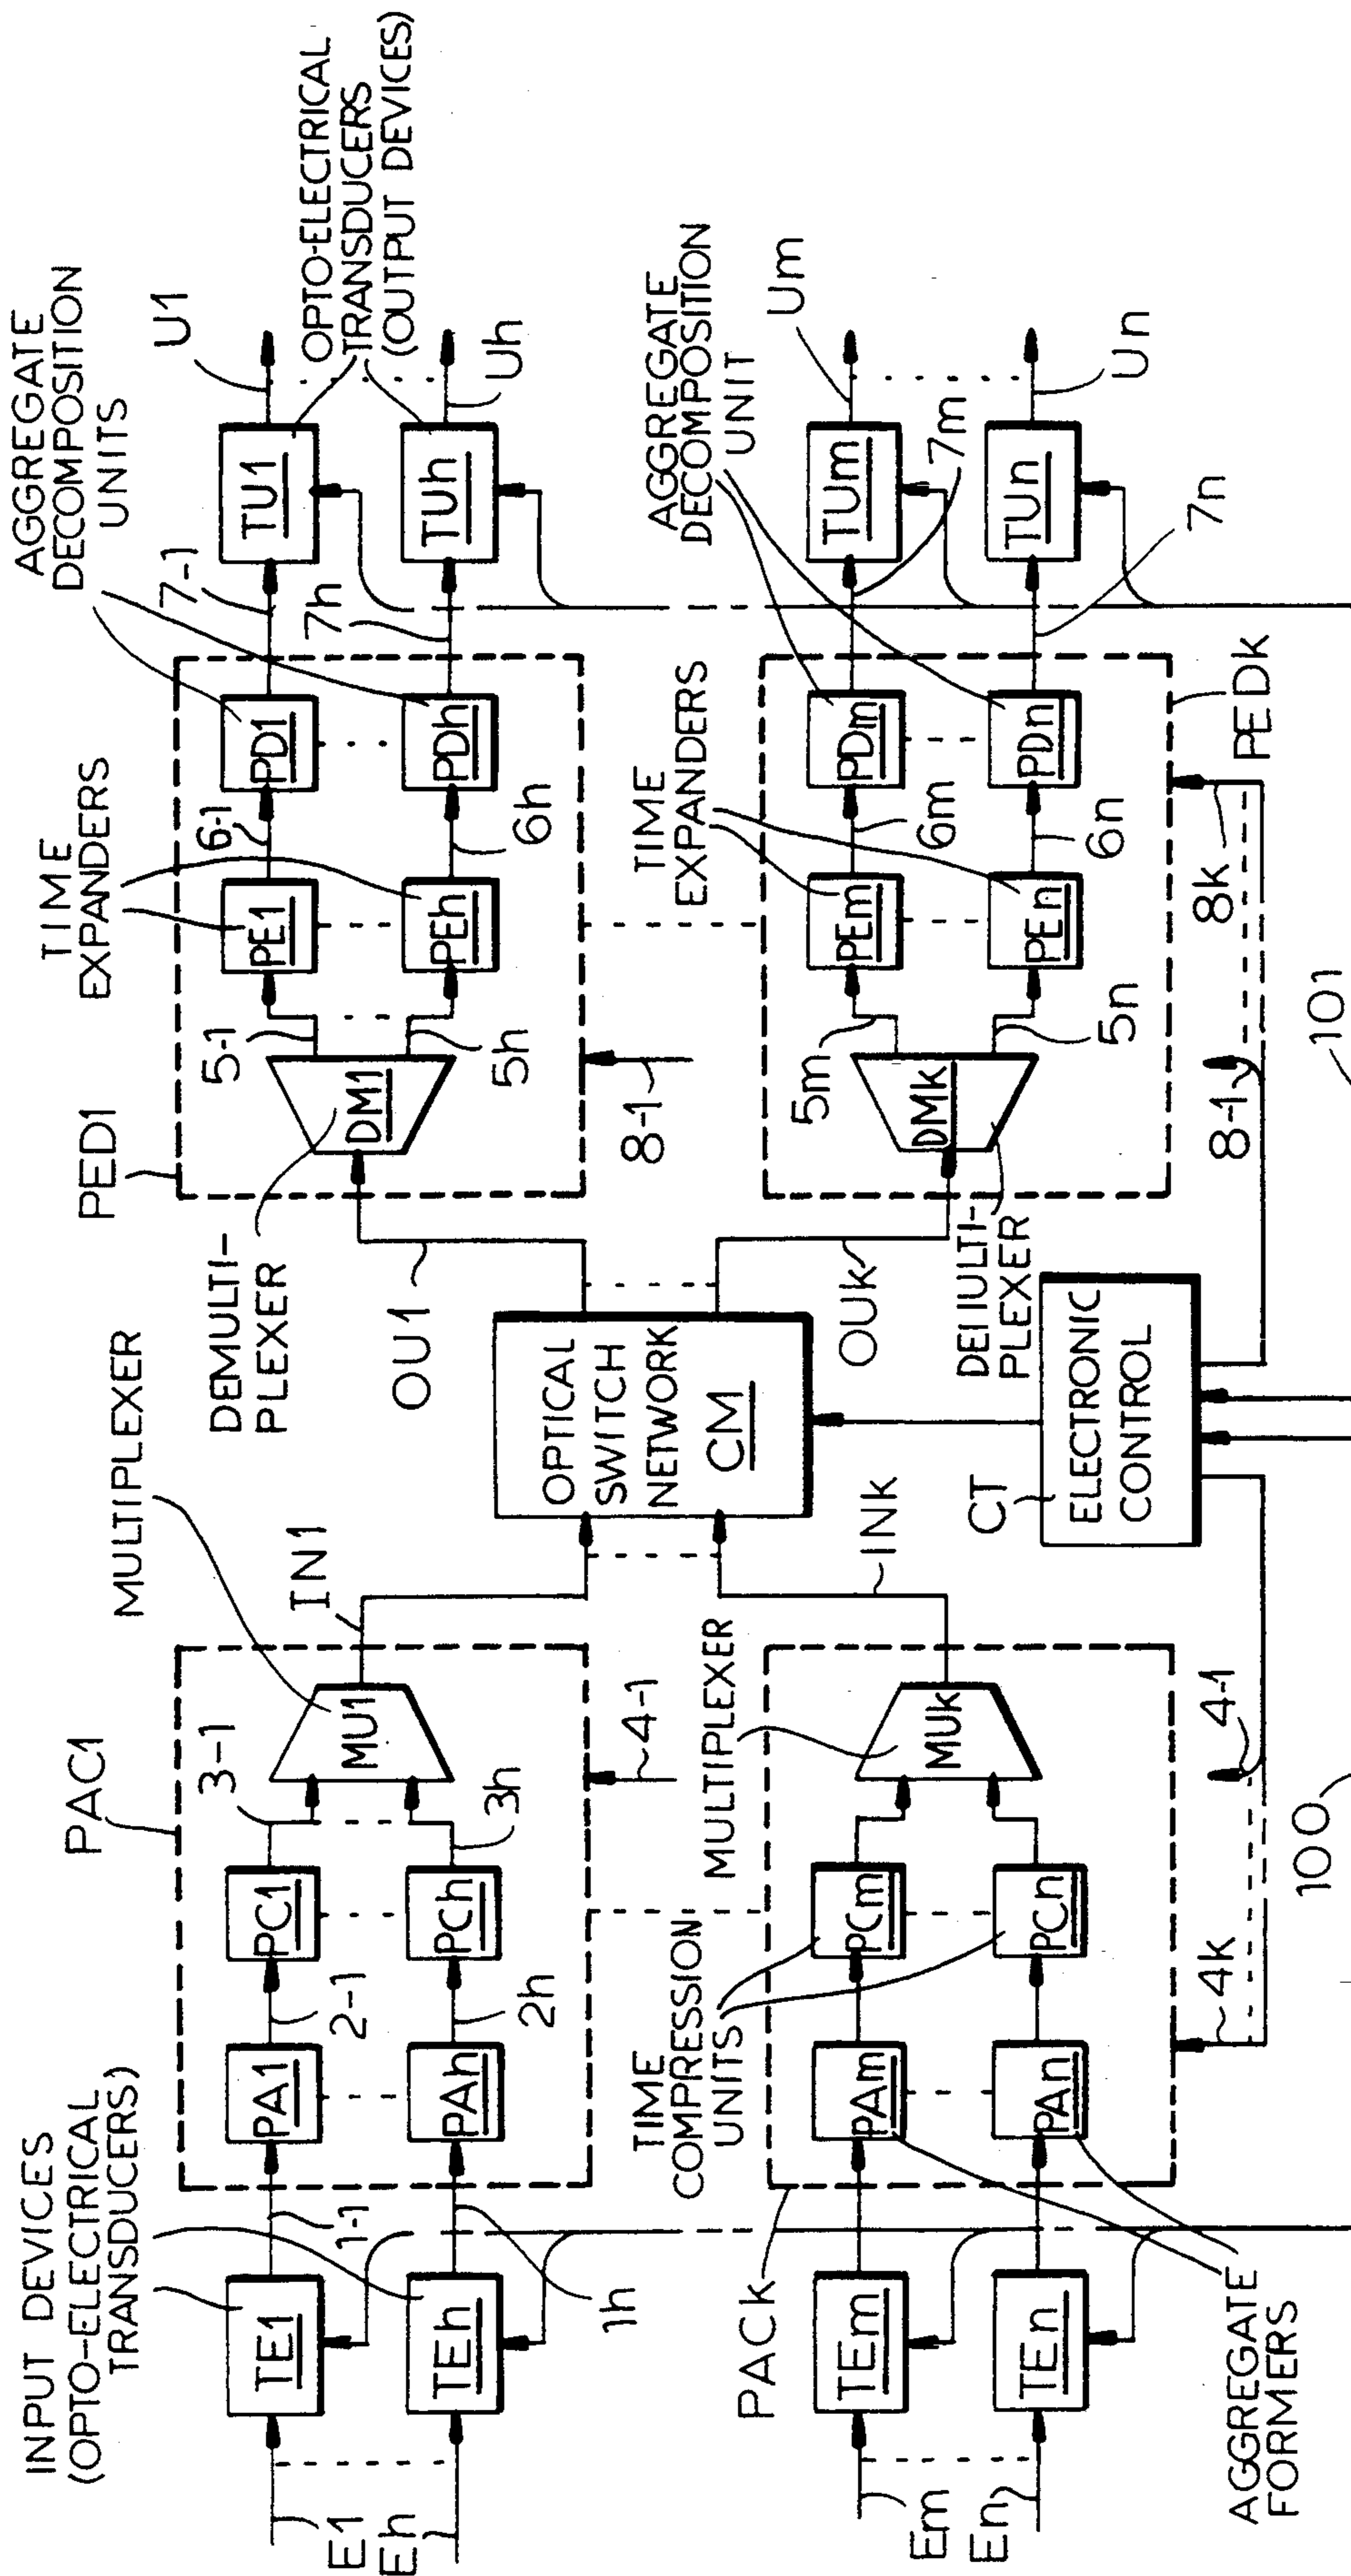 INPUT DEVICES
(OPTO-ELECTRICAL
TRANSDUCERS)
PAC1
MULTIPLEXER
PED1
TIME
EXPANDERS
AGGREGATE
DECOMPOSITION
UNITS
E1
Eh
TE1
TEh
1-1
1h
PA1
PAh
2-1
2h
PC1
PCh
3-1
3h
MU1
IN1
4-1
DEMULTI-
PLEXER
OU1
DM1
5-1
5h
8-1
PE1
PEh
6-1
6h
PD1
PDh
7-1
7h
TU1
TUh
U1
Uh
OPTO-ELECTRICAL
TRANSDUCERS
(OUTPUT DEVICES)
OPTICAL
SWITCH
NETWORK
CM
PACk
TIME
COMPRESSION
UNITS
MULTIPLEXER
INk
OUk
DEIIULTI-
PLEXER
TIME
EXPANDERS
AGGREGATE
DECOMPOSITION
UNIT
Em
En
TEm
TEn
PAm
PAn
PCm
PCn
MUk
DMk
5m
5n
PEm
PEn
6m
6n
PDm
PDn
7m
7n
TUm
TUn
Um
Un
AGGREGATE
FORMERS
4k
4-1
CT
ELECTRONIC
CONTROL
8-1
8k
PEDk
100
101